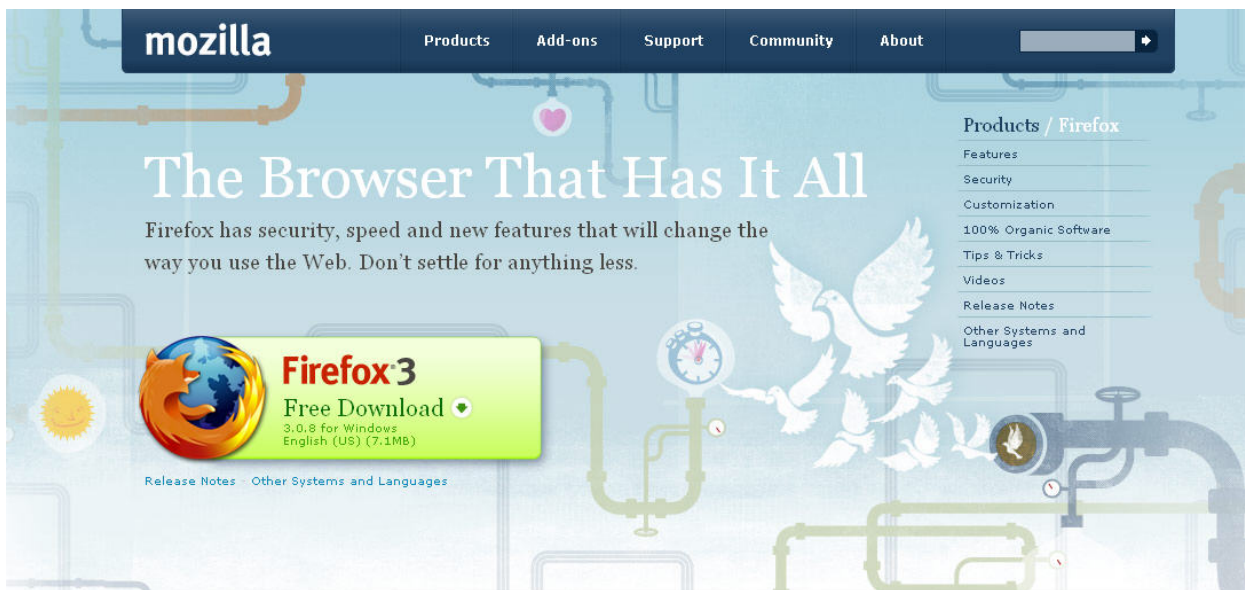 mozilla
Products
Add-ons
Support
Community
About
Products / Firefox
Features
Security
Customization
100% Organic Software
Tips & Tricks
Videos
Release Notes
Other Systems and
Languages
The Browser That Has It All
Firefox has security, speed and new features that will change the
way you use the Web. Don't settle for anything less.
Firefox 3
Free Download
3.0.8 for Windows
English (US) (7.1MB)
Release Notes - Other Systems and Languages